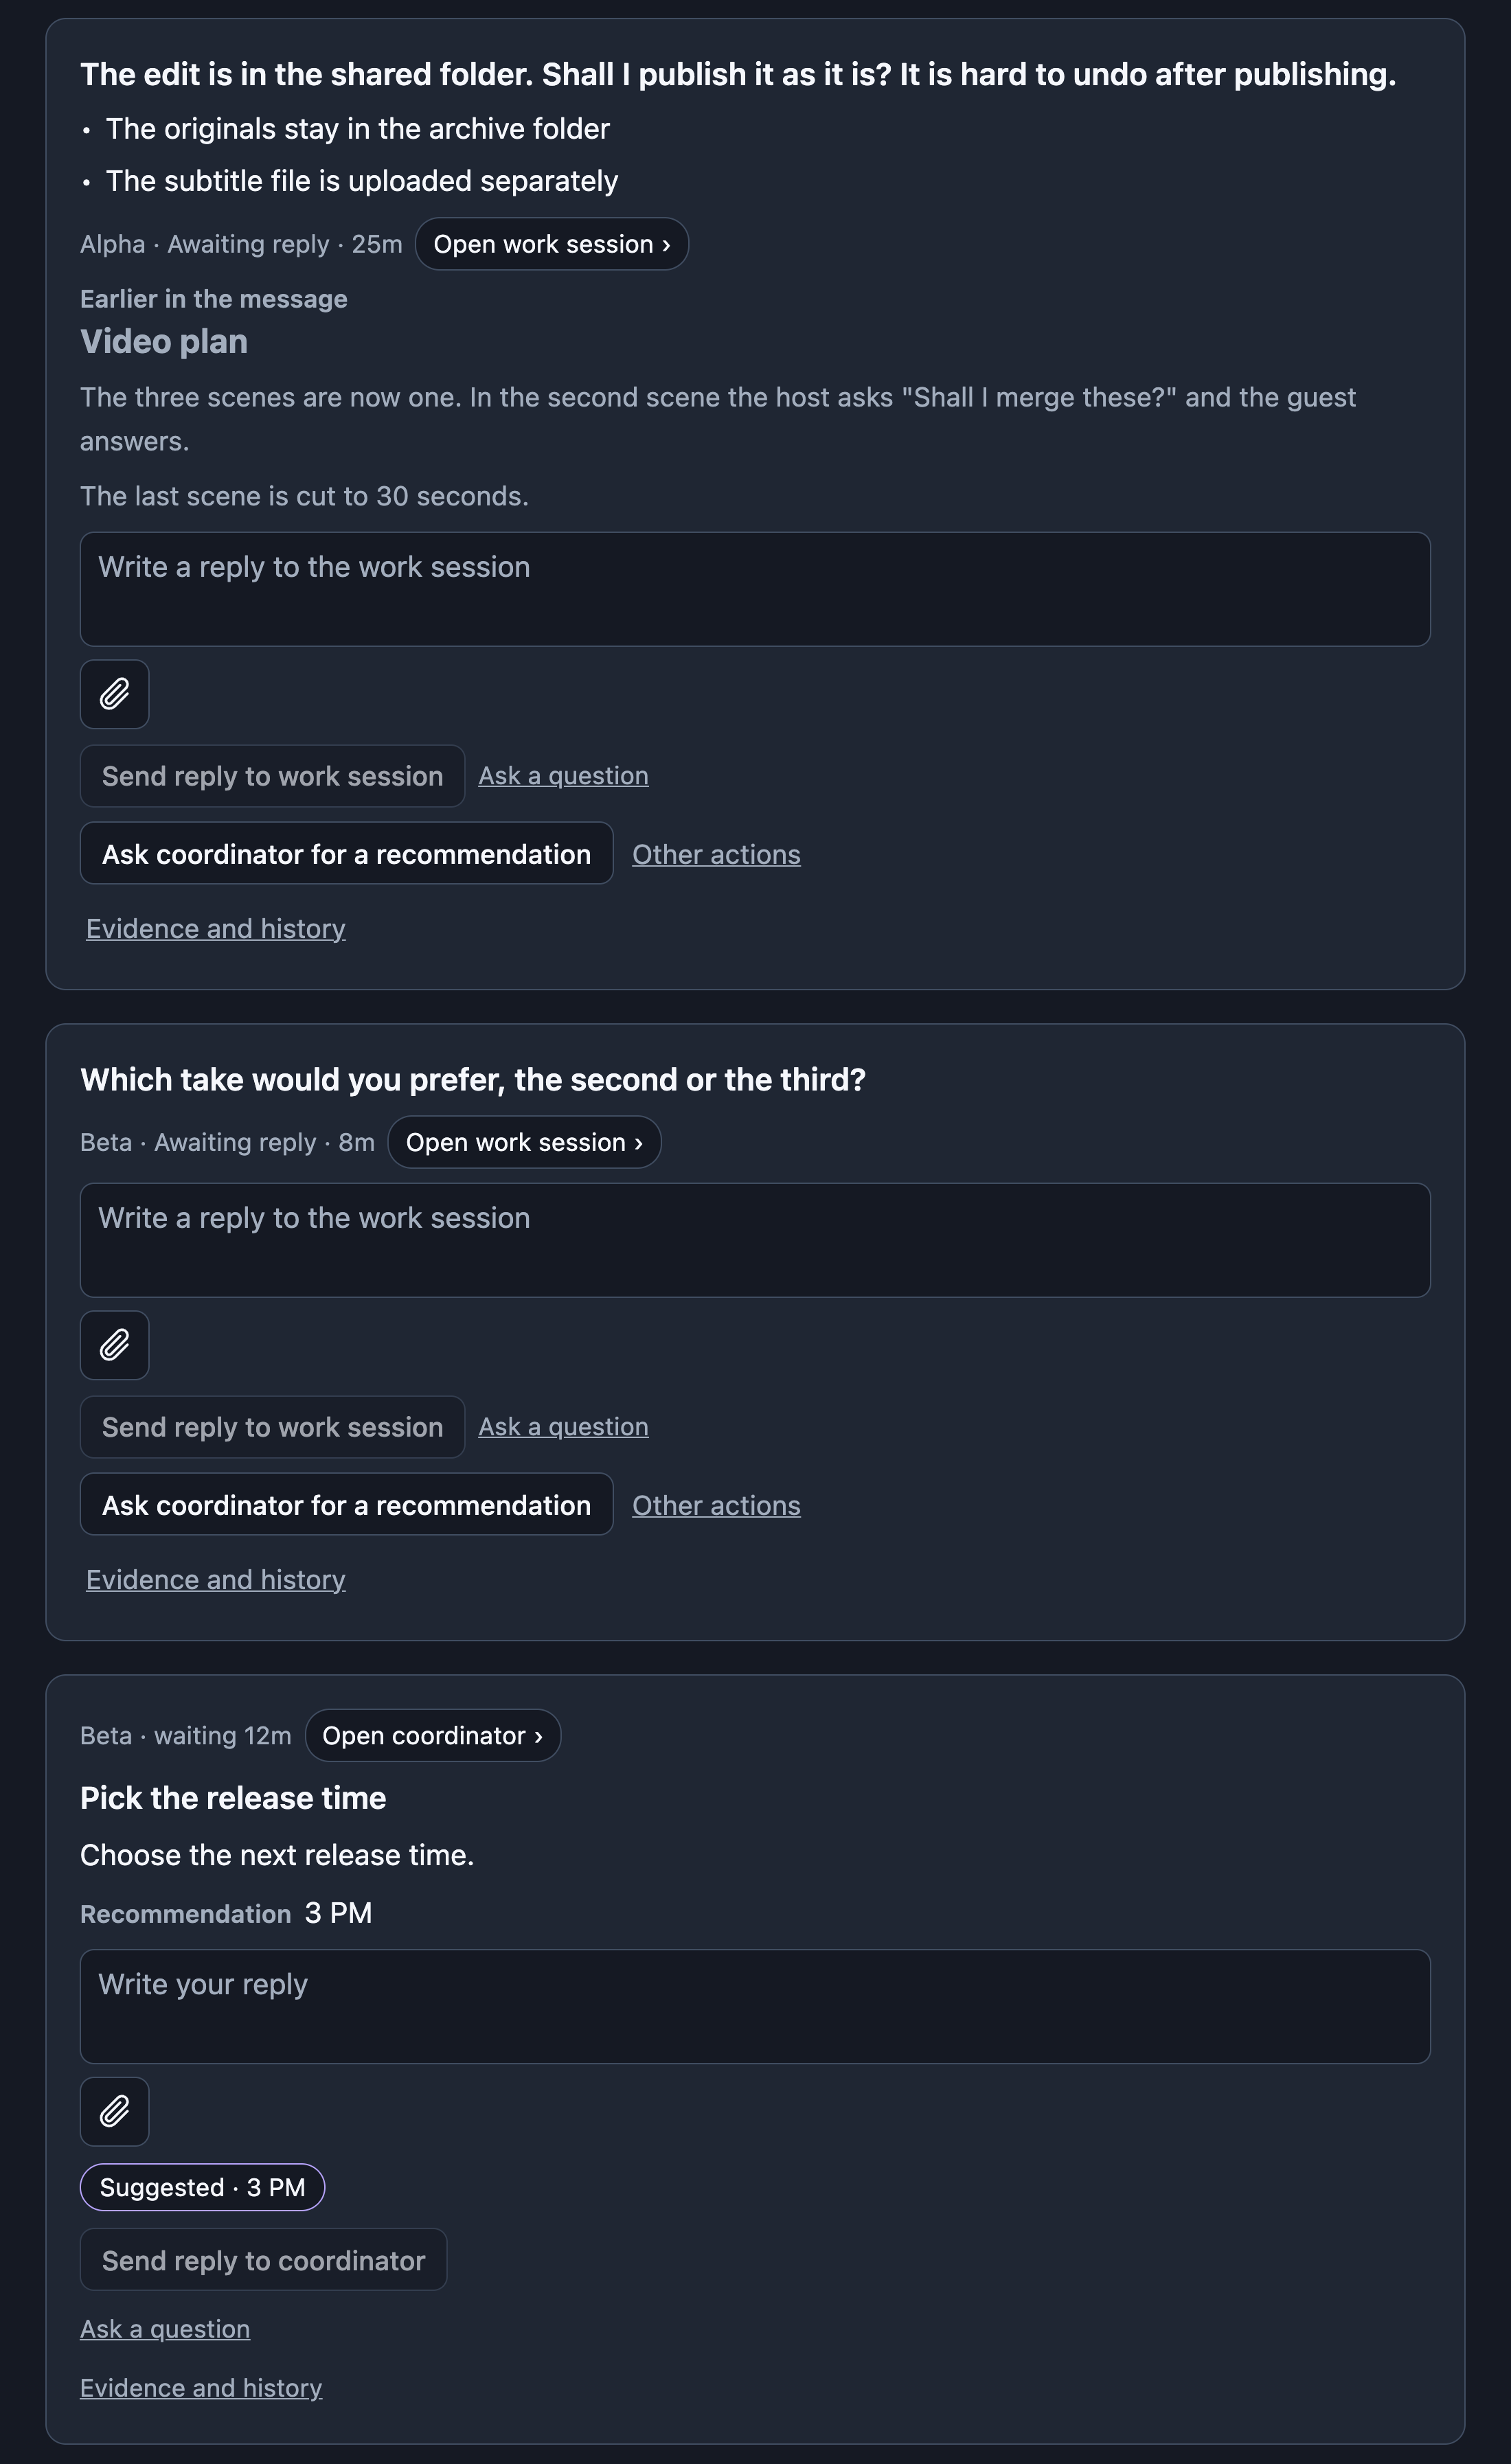 The edit is in the shared folder. Shall I publish it as it is? It is hard to undo after publishing.
• The originals stay in the archive folder
• The subtitle file is uploaded separately
Alpha · Awaiting reply · 25m Open work session ›
Earlier in the message
Video plan
The three scenes are now one. In the second scene the host asks "Shall I merge these?" and the guest
answers.
The last scene is cut to 30 seconds.
Write a reply to the work session
Send reply to work session Ask a question
Ask coordinator for a recommendation Other actions
Evidence and history
Which take would you prefer, the second or the third?
Beta · Awaiting reply · 8m Open work session ›
Write a reply to the work session
Send reply to work session Ask a question
Ask coordinator for a recommendation Other actions
Evidence and history
Beta · waiting 12m Open coordinator ›
Pick the release time
Choose the next release time.
Recommendation 3 PM
Write your reply
Suggested · 3 PM
Send reply to coordinator
Ask a question
Evidence and history